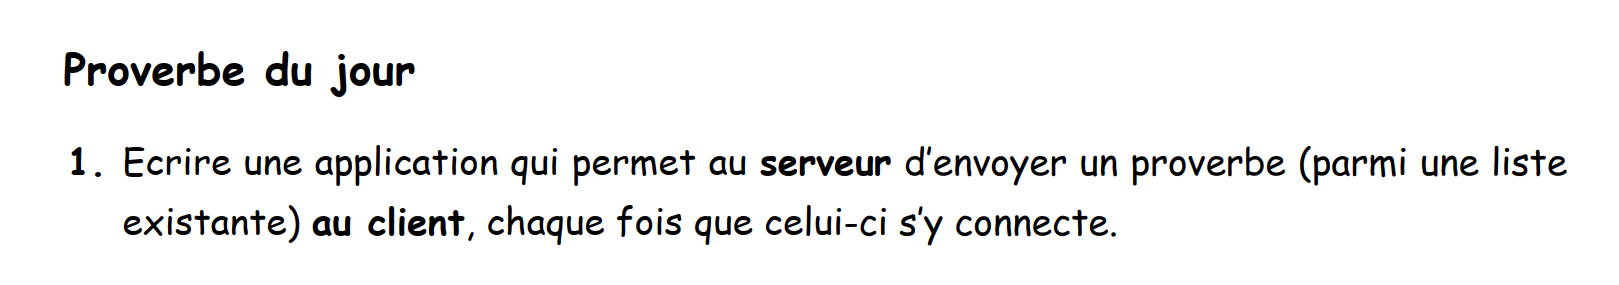 Proverbe du jour
1. Ecrire une application qui permet au serveur d'envoyer un proverbe (parmi une liste
existante) au client, chaque fois que celui-ci s'y connecte.